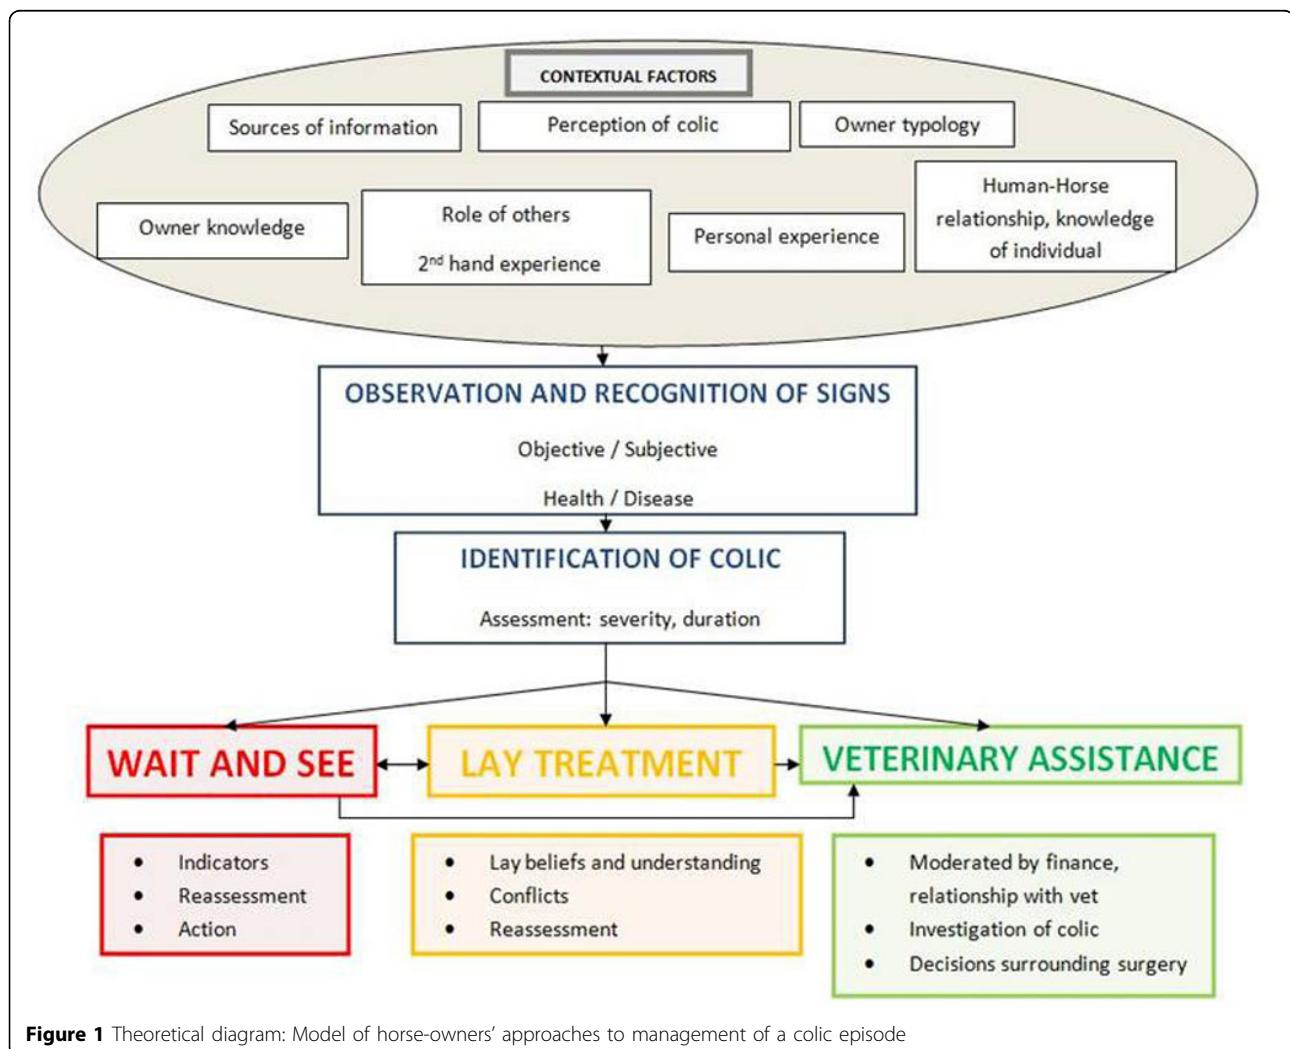 CONTEXTUAL FACTORS
Sources of information
Perception of colic
Owner typology
Owner knowledge
Role of others
2nd hand experience
Personal experience
Human-Horse
relationship, knowledge
of individual
OBSERVATION AND RECOGNITION OF SIGNS
Objective / Subjective
Health / Disease
IDENTIFICATION OF COLIC
Assessment: severity, duration
WAIT AND SEE
LAY TREATMENT
VETERINARY ASSISTANCE
• Indicators
• Reassessment
• Action
• Lay beliefs and understanding
• Conflicts
• Reassessment
• Moderated by finance,
relationship with vet
• Investigation of colic
• Decisions surrounding surgery
Figure 1 Theoretical diagram: Model of horse-owners’ approaches to management of a colic episode